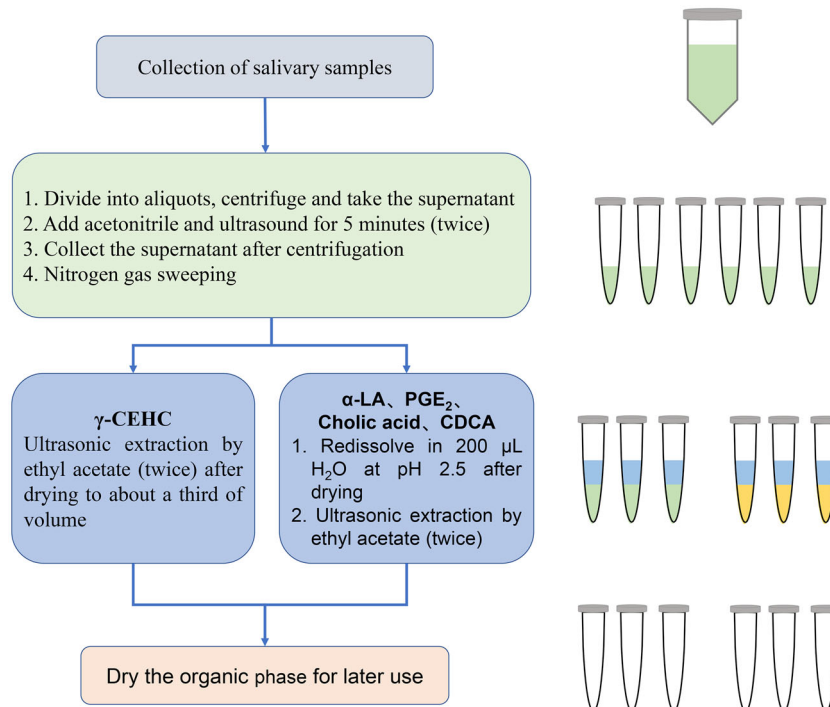 Collection of salivary samples
1. Divide into aliquots, centrifuge and take the supernatant
2. Add acetonitrile and ultrasound for 5 minutes (twice)
3. Collect the supernatant after centrifugation
4. Nitrogen gas sweeping
γ-CEHC
Ultrasonic extraction by
ethyl acetate (twice) after
drying to about a third of
volume
α-LA、PGE₂、
Cholic acid、CDCA
1. Redissolve in 200 μL
H₂O at pH 2.5 after
drying
2. Ultrasonic extraction by
ethyl acetate (twice)
Dry the organic phase for later use